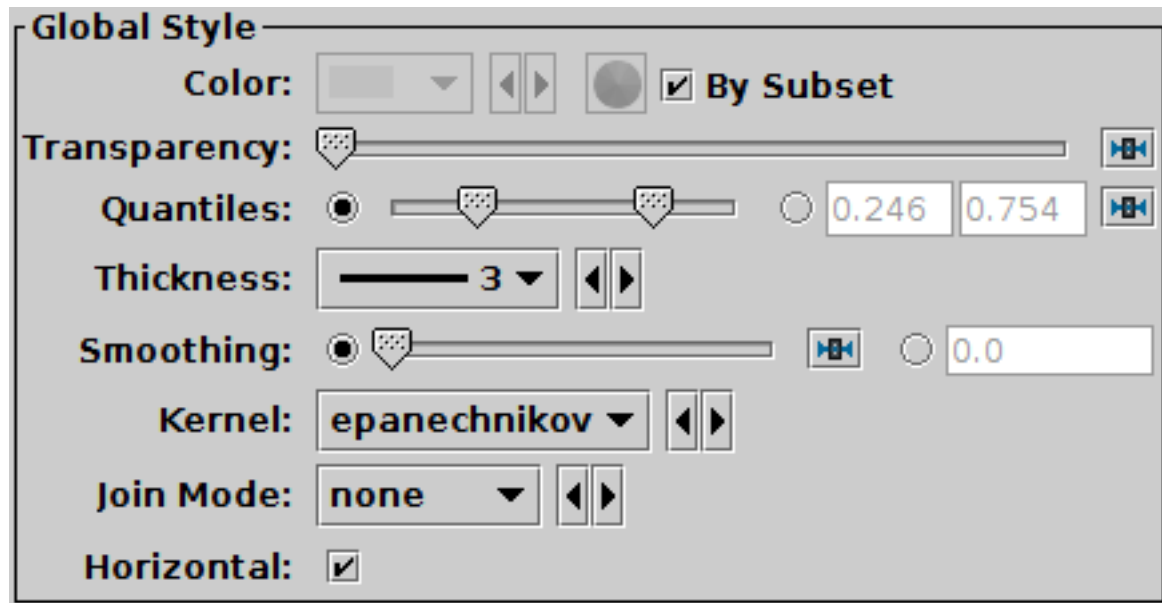 Global Style
Color: By Subset
Transparency:
Quantiles: 0.246 0.754
Thickness: 3
Smoothing: 0.0
Kernel: epanechnikov
Join Mode: none
Horizontal: